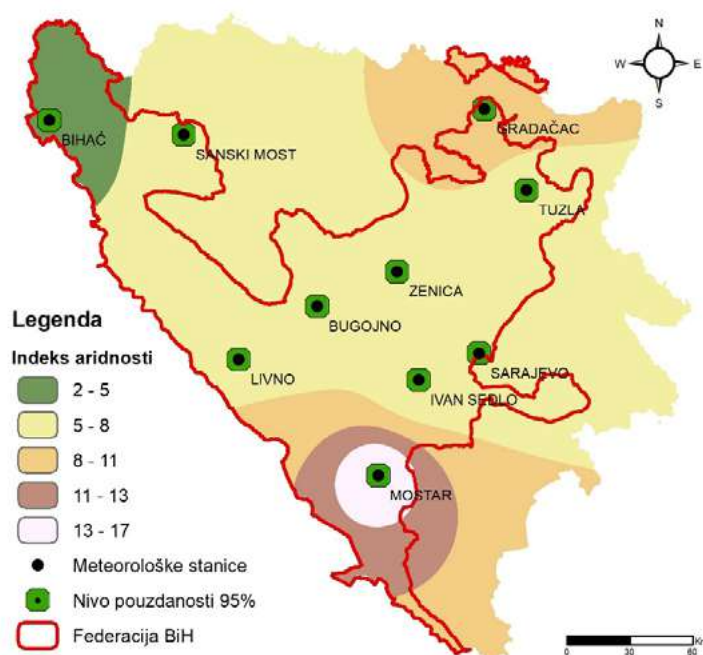 N
W E
S
BIHAĆ
SANSKI MOST
GRADAČAC
TUZLA
ZENICA
BUGOJNO
LIVNO
SARAJEVO
IVAN SEDLO
MOSTAR
Legenda
Indeks aridnosti
2 - 5
5 - 8
8 - 11
11 - 13
13 - 17
Meteorološke stanice
Nivo pouzdanosti 95%
Federacija BiH
0 30 60